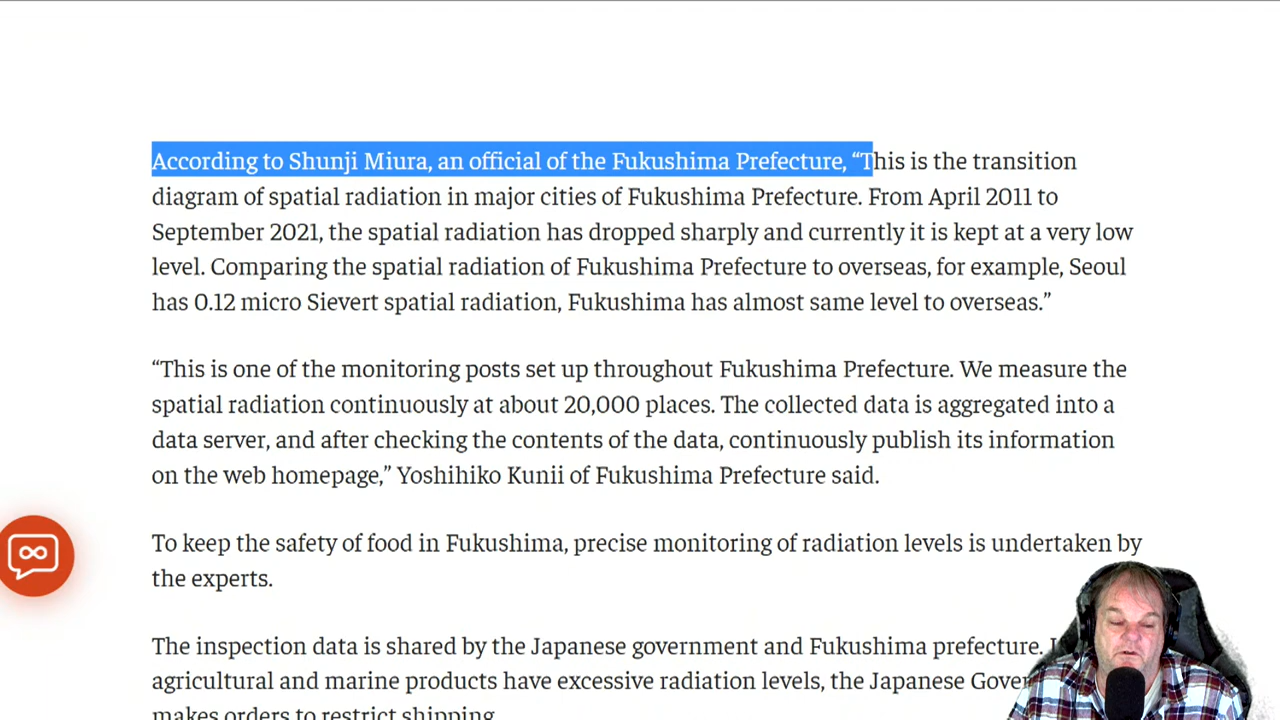 According to Shunji Miura, an official of the Fukushima Prefecture, “This is the transition
diagram of spatial radiation in major cities of Fukushima Prefecture. From April 2011 to
September 2021, the spatial radiation has dropped sharply and currently it is kept at a very low
level. Comparing the spatial radiation of Fukushima Prefecture to overseas, for example, Seoul
has 0.12 micro Sievert spatial radiation, Fukushima has almost same level to overseas.”
“This is one of the monitoring posts set up throughout Fukushima Prefecture. We measure the
spatial radiation continuously at about 20,000 places. The collected data is aggregated into a
data server, and after checking the contents of the data, continuously publish its information
on the web homepage,” Yoshihiko Kunii of Fukushima Prefecture said.
To keep the safety of food in Fukushima, precise monitoring of radiation levels is undertaken by
the experts.
The inspection data is shared by the Japanese government and Fukushima prefecture.
agricultural and marine products have excessive radiation levels, the Japanese
makes orders to restrict shipping.